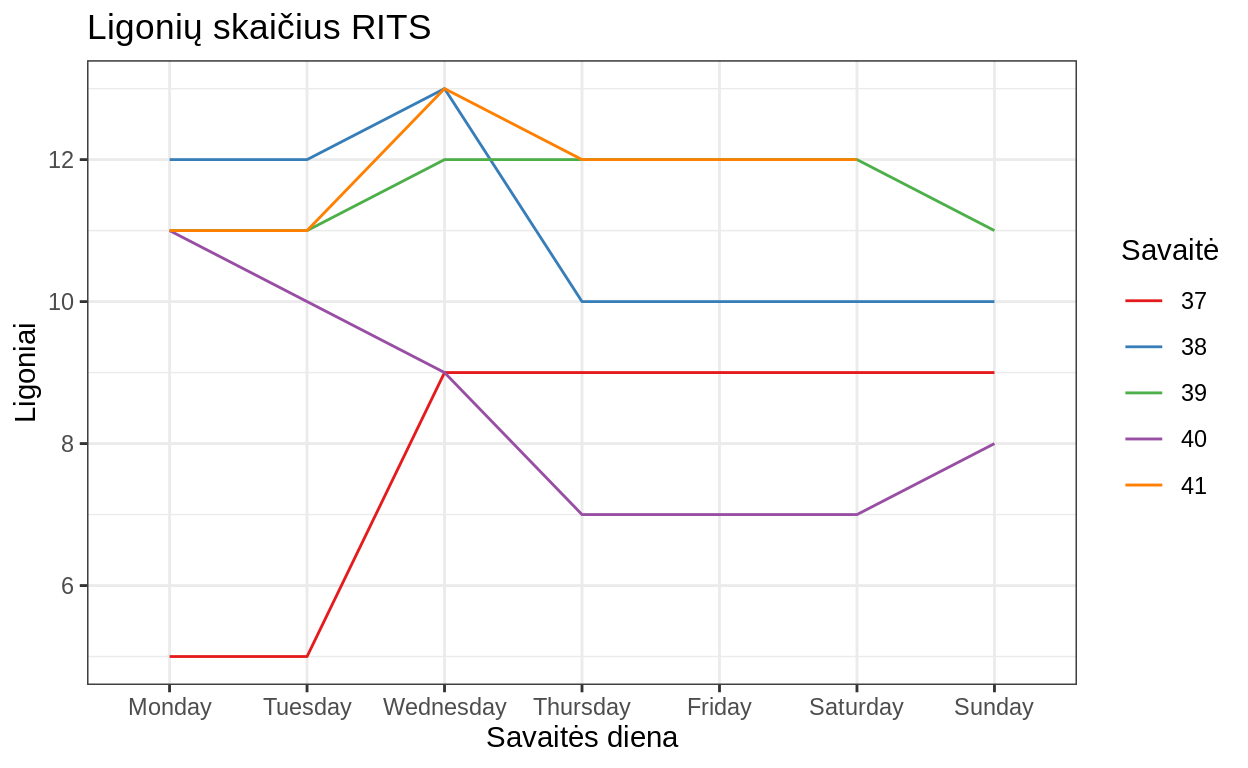 Ligonių skaičius RITS
12
10
8
6
Ligoniai
Monday Tuesday Wednesday Thursday Friday Saturday Sunday
Savaitės diena
Savaitė
37
38
39
40
41